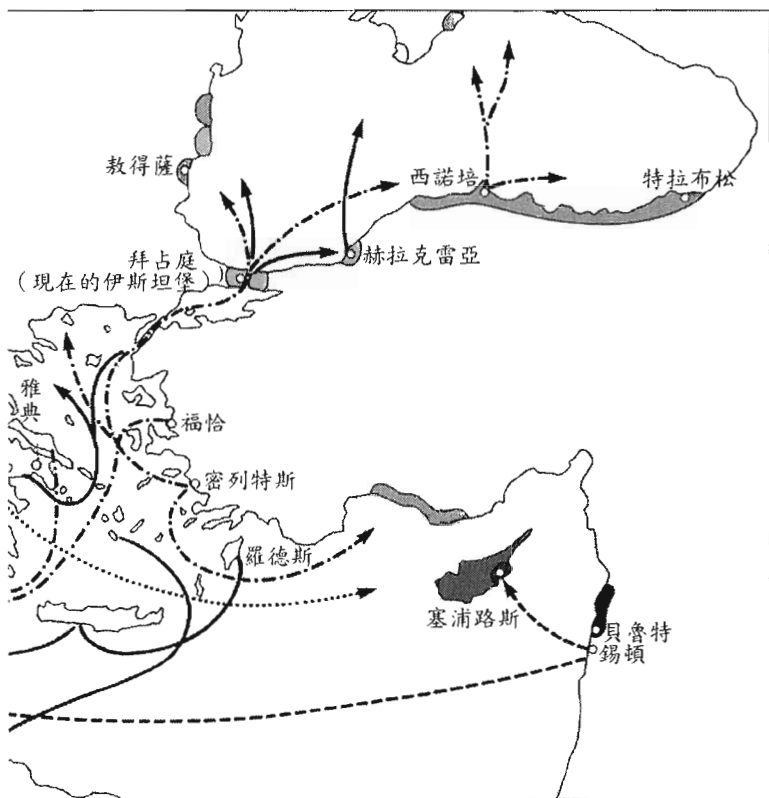 敖得薩
西諾培
特拉布松
拜占庭
(現在的伊斯坦堡)
赫拉克雷亞
雅典
福恰
密列特斯
羅德斯
塞浦路斯
貝魯特
錫頓